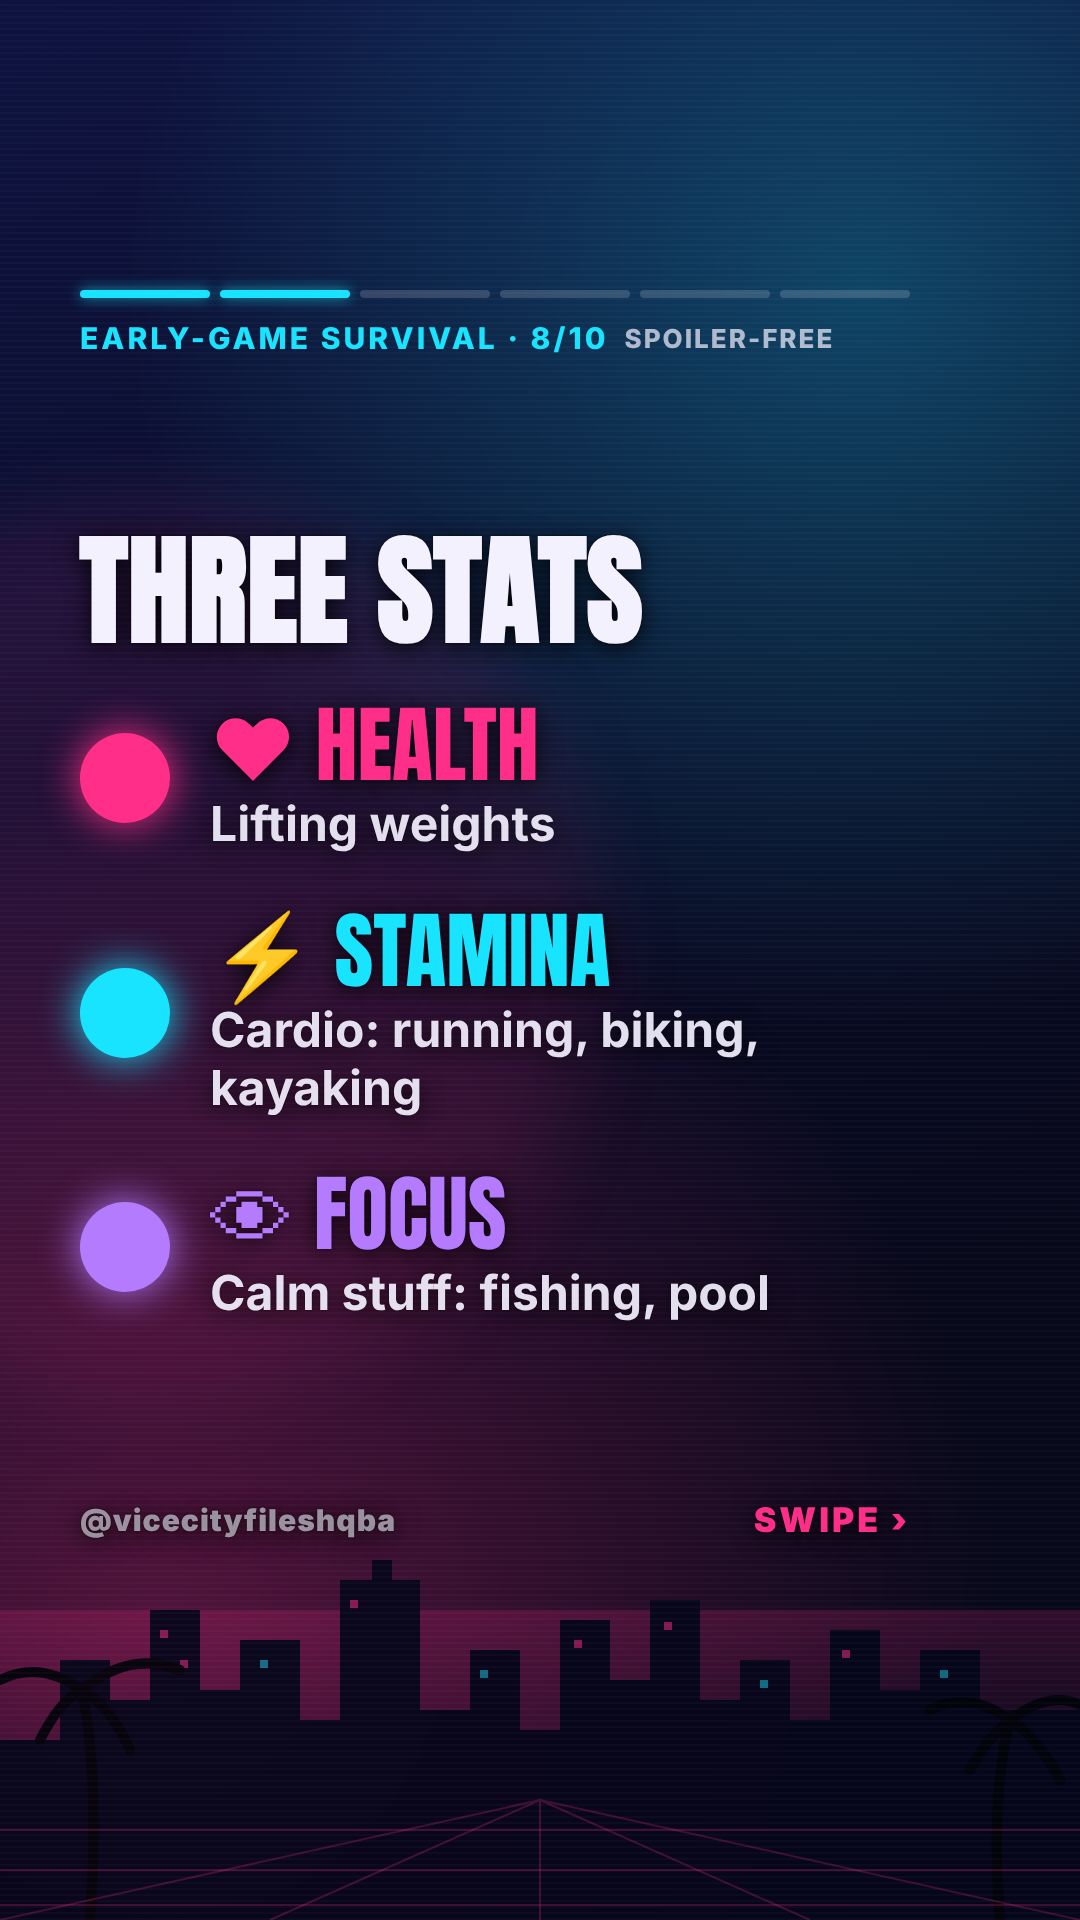 EARLY-GAME SURVIVAL · 8/10 SPOILER-FREE
THREE STATS
HEALTH
Lifting weights
STAMINA
Cardio: running, biking,
kayaking
FOCUS
Calm stuff: fishing, pool
@vicecityfileshqba
SWIPE ›